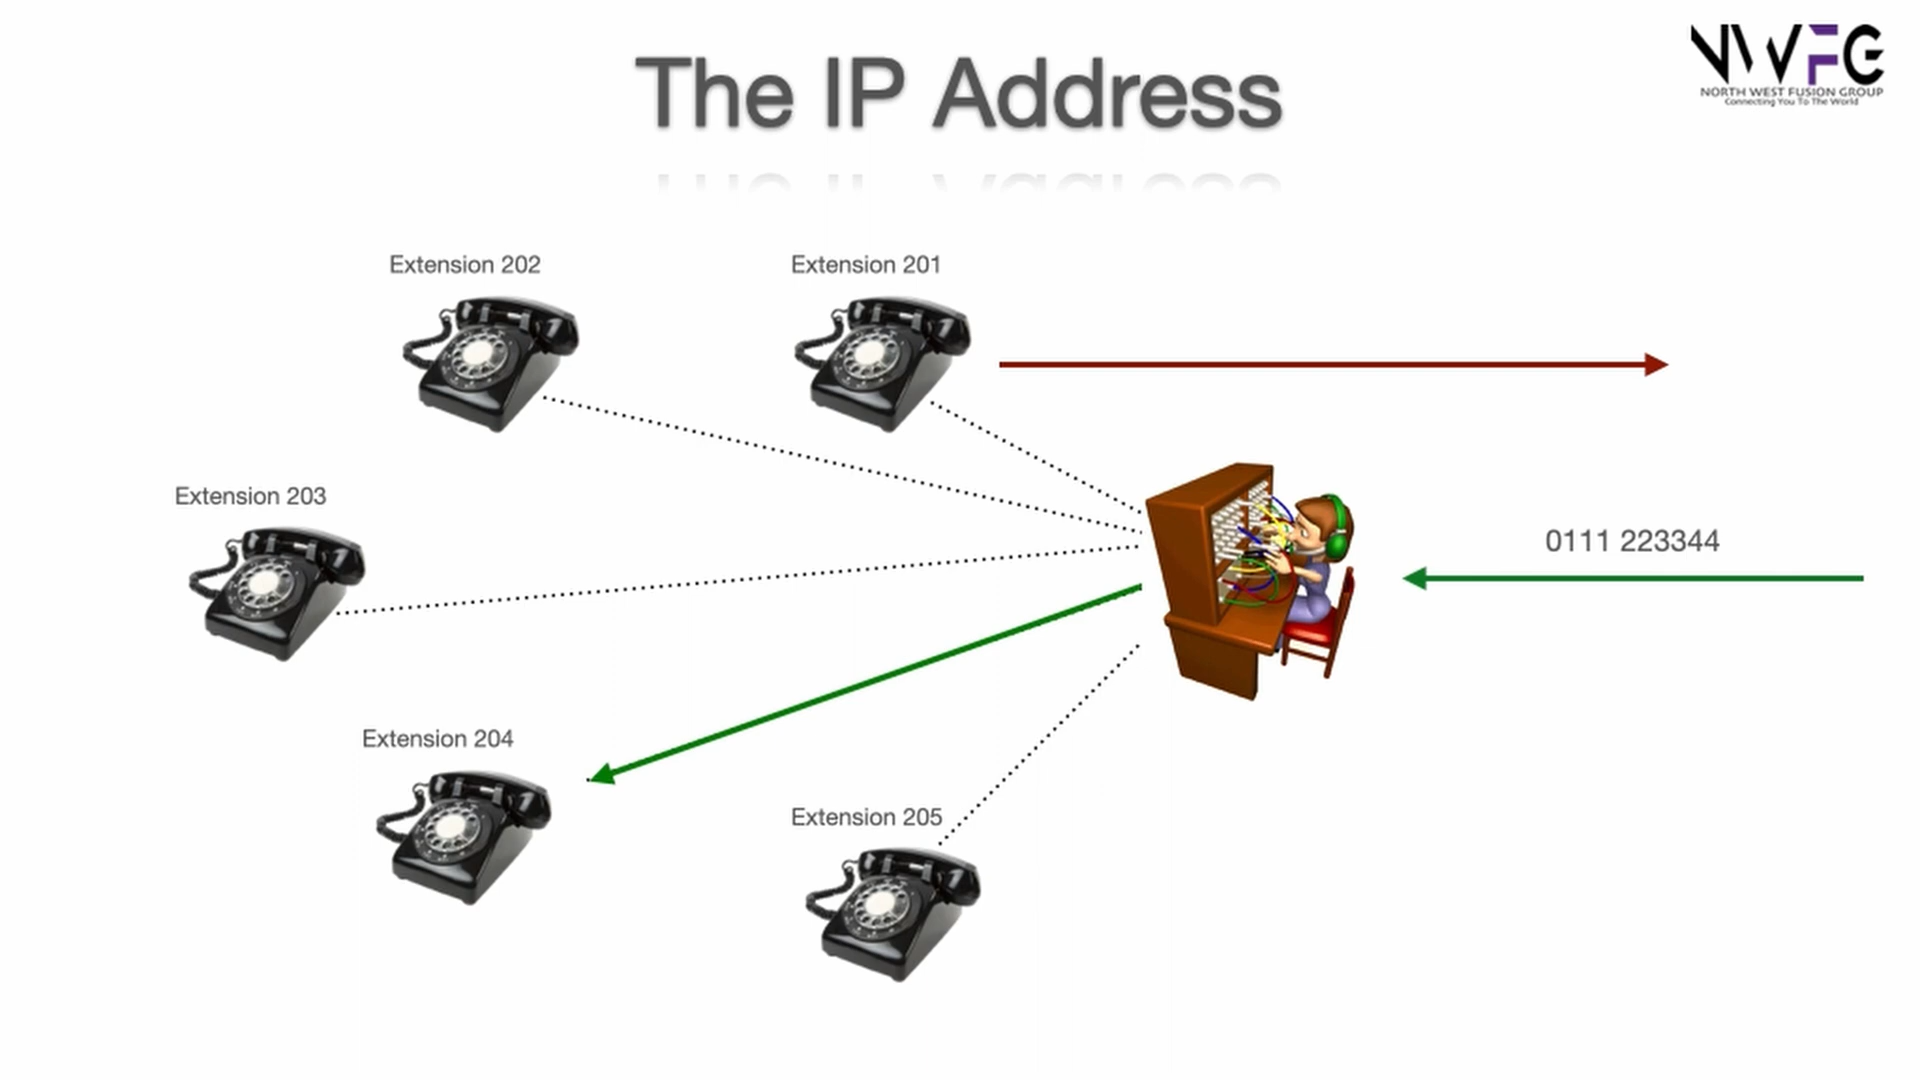 The IP Address
NWFG
NORTH WEST FUSION GROUP
Connecting You To The World
Extension 202
Extension 201
Extension 203
0111 223344
Extension 204
Extension 205